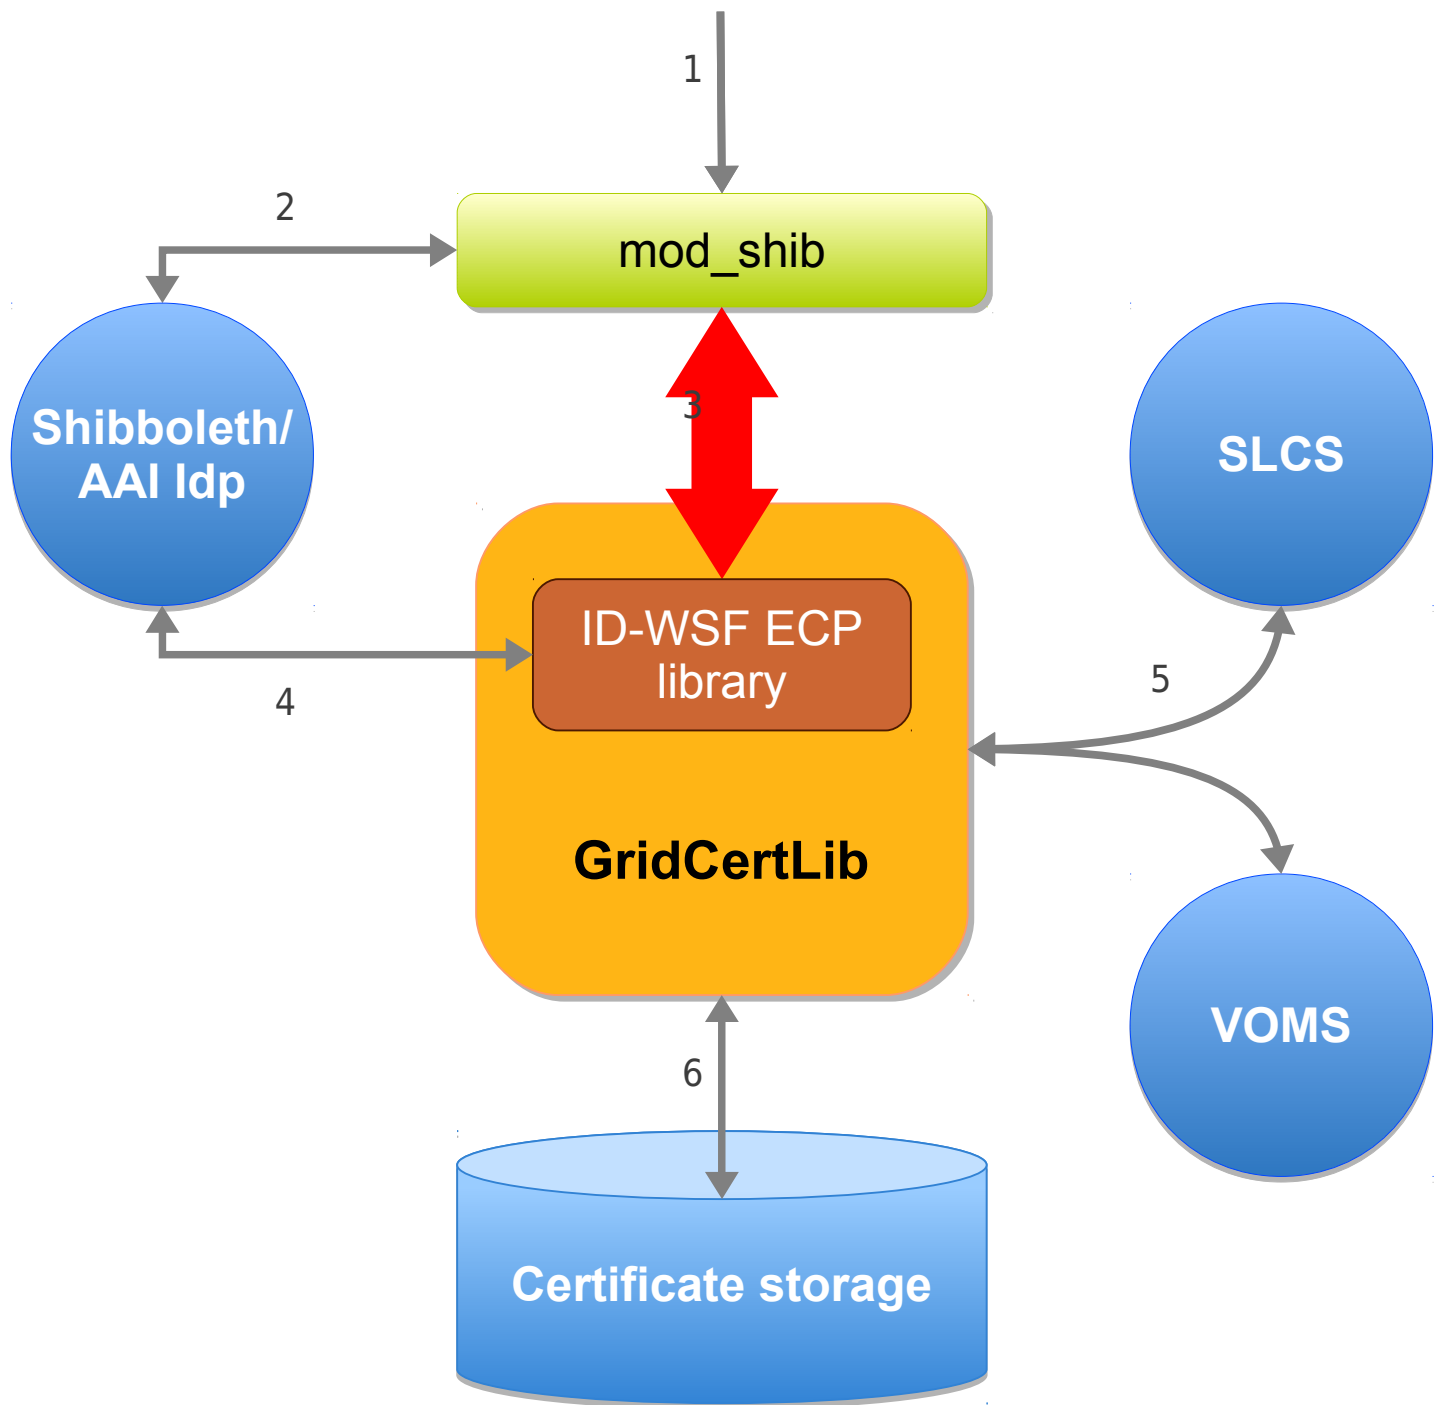 1
2
mod_shib
3
Shibboleth/
AAI Idp
SLCS
ID-WSF ECP
library
4
5
GridCertLib
VOMS
6
Certificate storage